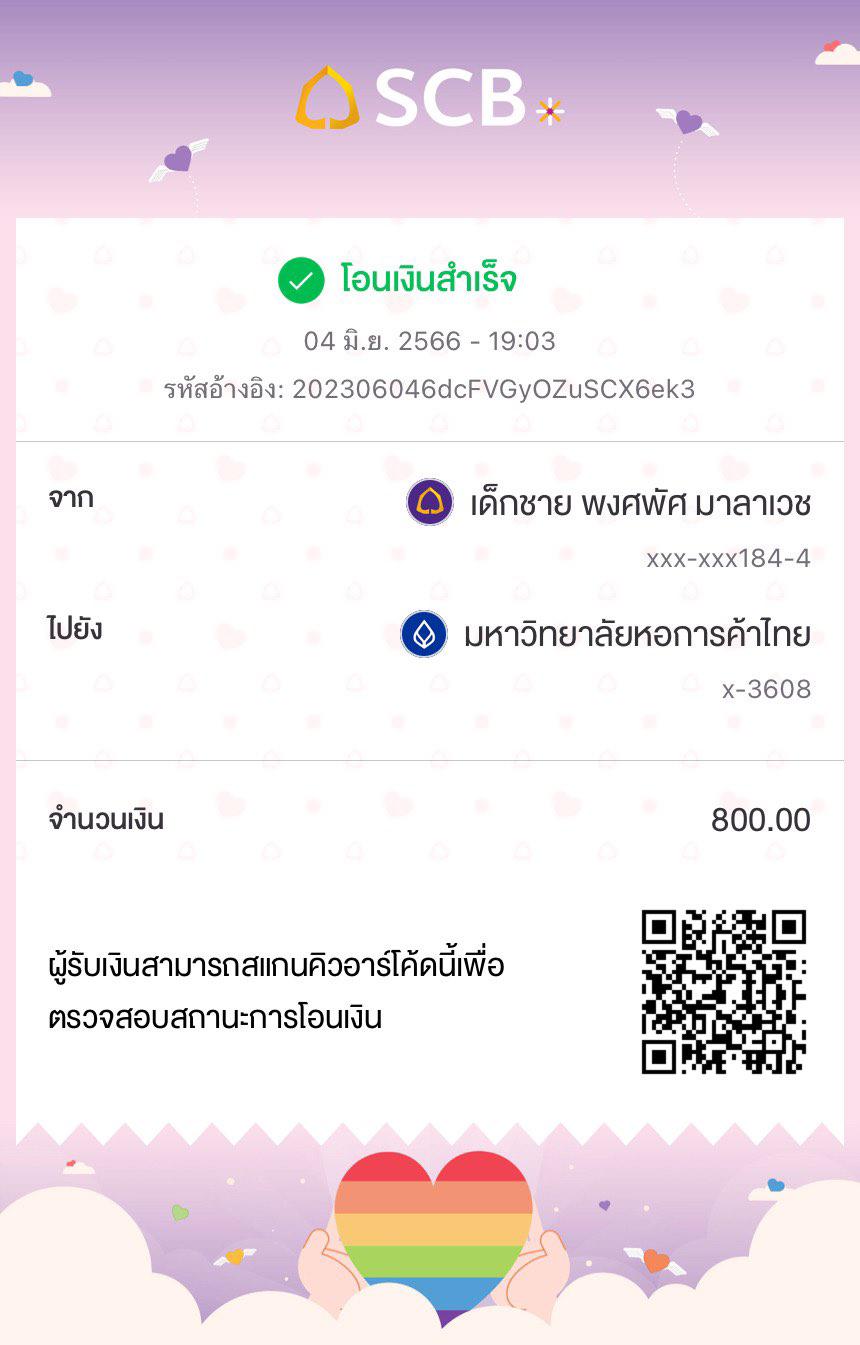 SCB
โอนเงินสำเร็จ
04 มิ.ย. 2566 - 19:03
รหัสอ้างอิง: 202306046dcFVGyOZuSCX6ek3
จาก
เด็กชาย พงศพัศ มาลาเวช
xxx-xxx184-4
ไปยัง
มหาวิทยาลัยหอการค้าไทย
x-3608
จำนวนเงิน
800.00
ผู้รับเงินสามารถสแกนคิวอาร์โค้ดนี้เพื่อ
ตรวจสอบสถานะการโอนเงิน